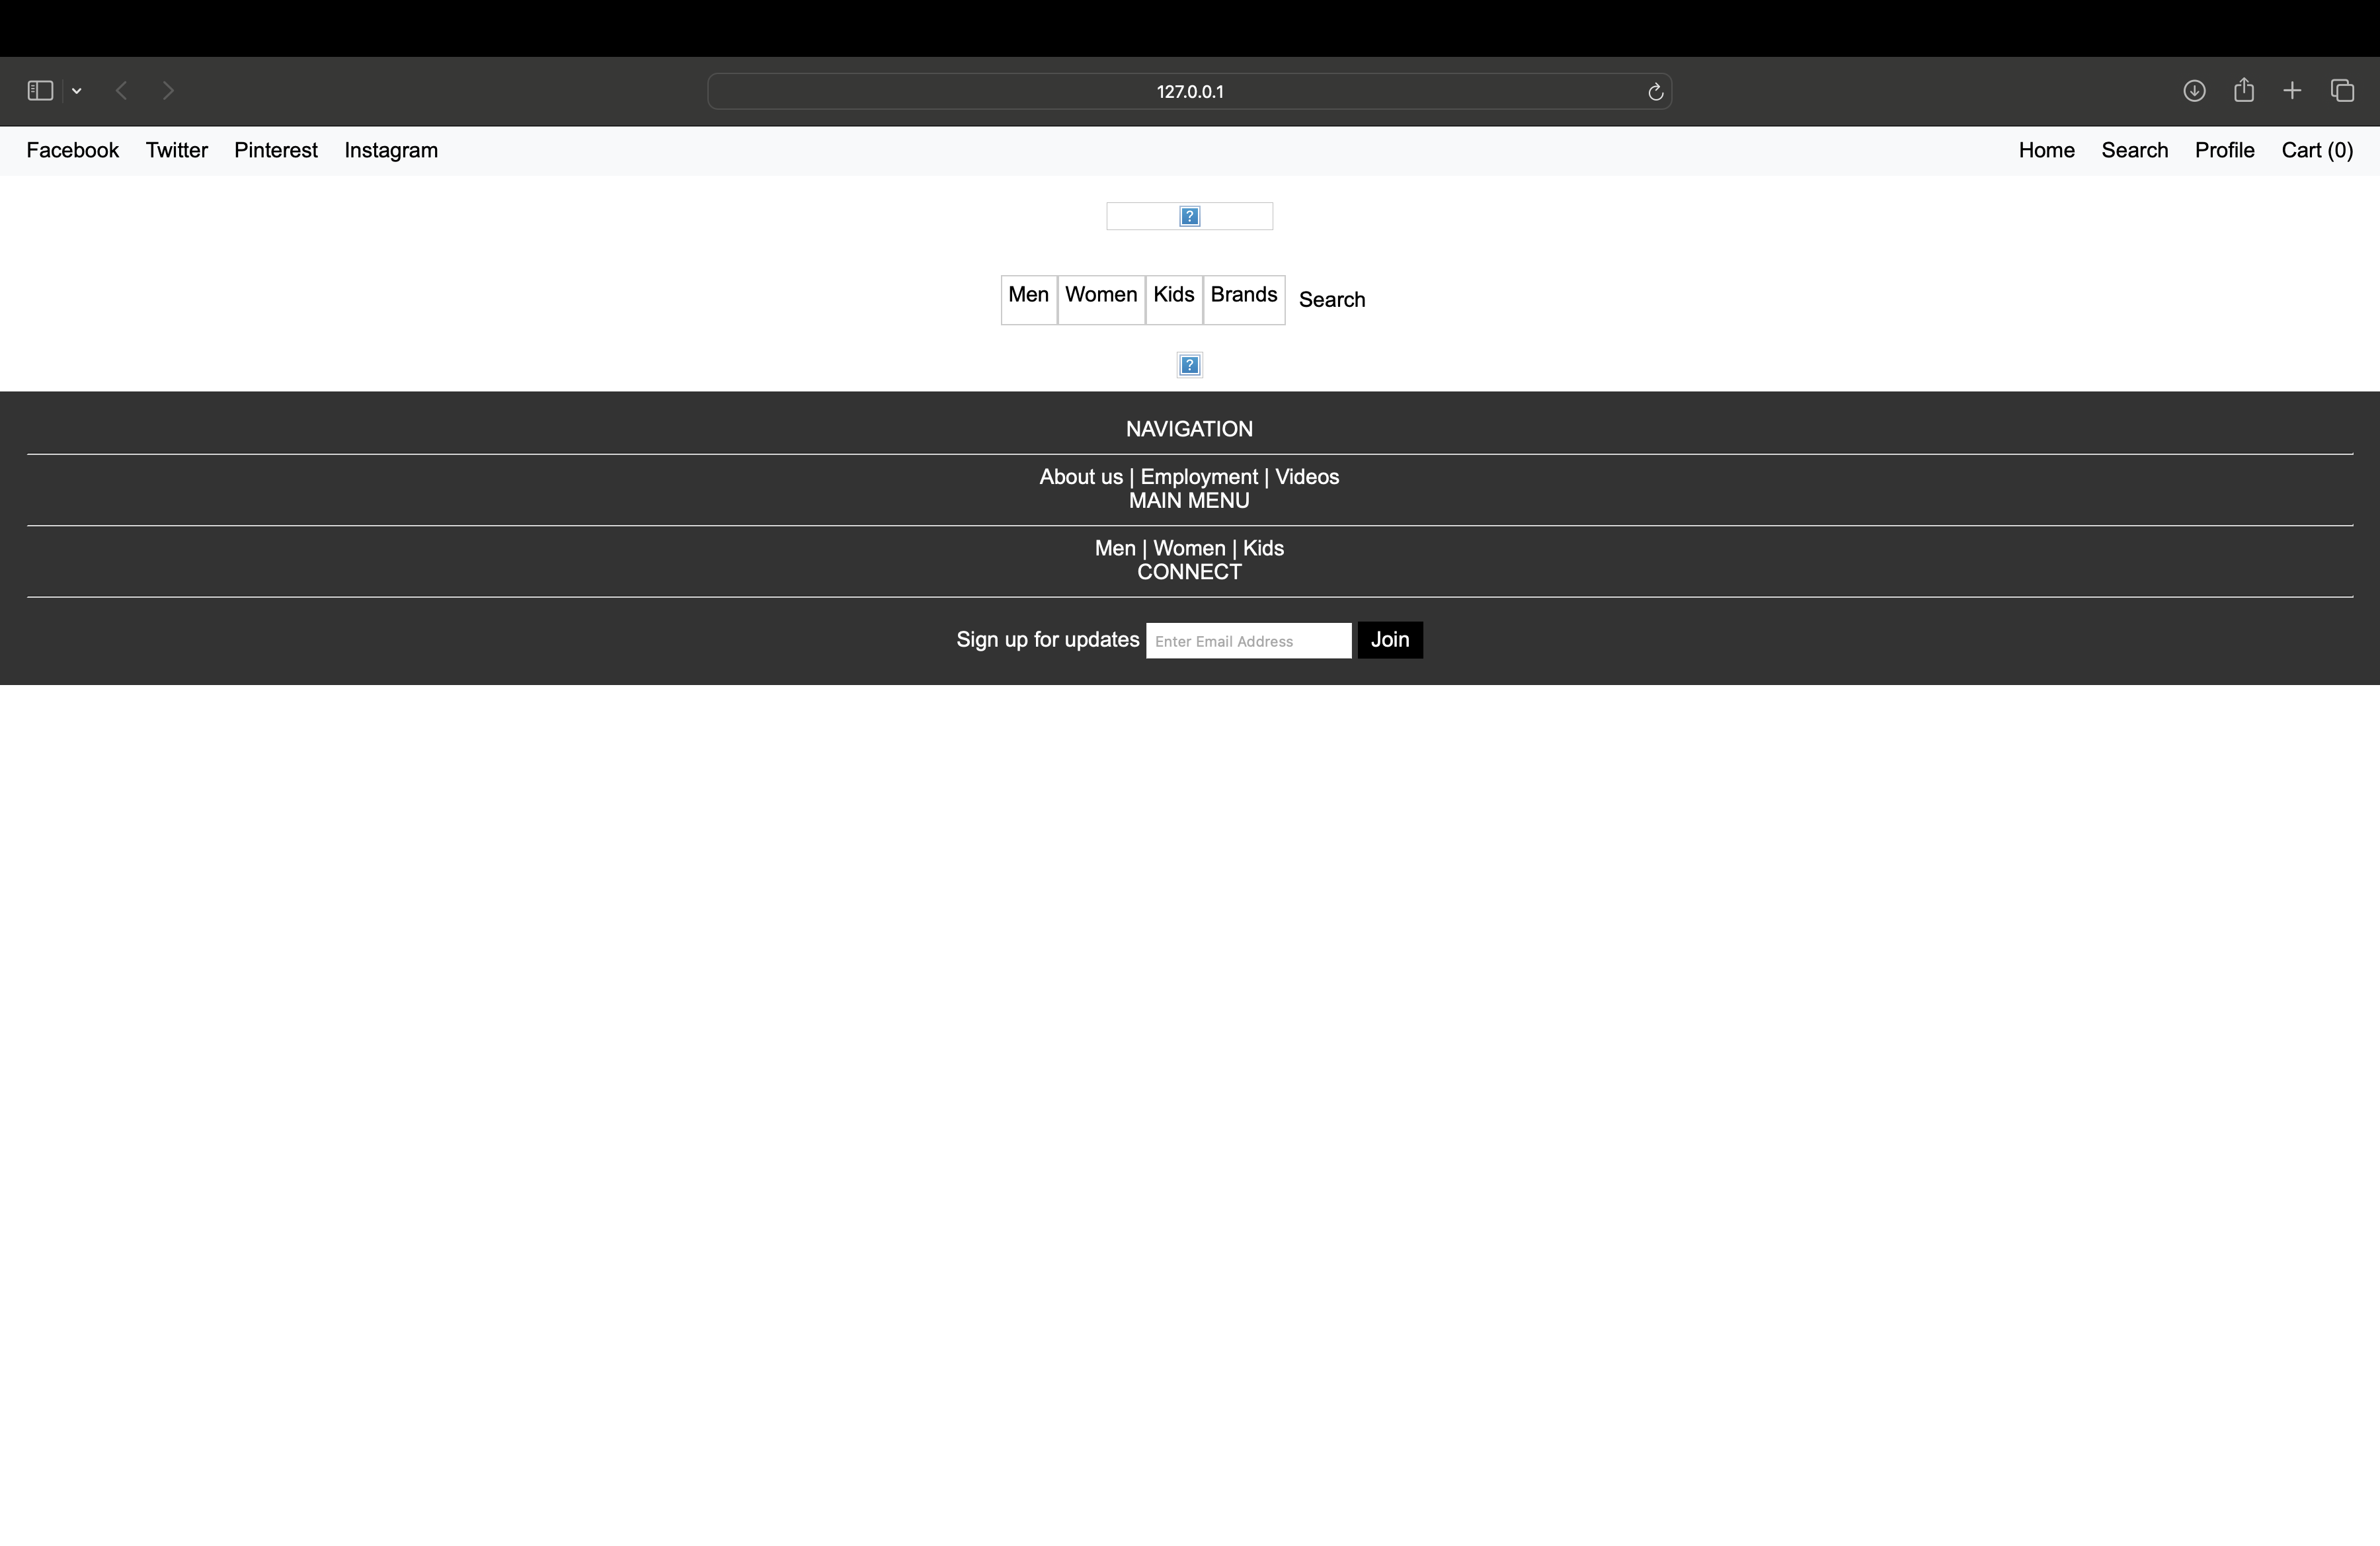 127.0.0.1
Facebook Twitter Pinterest Instagram Home Search Profile Cart (0)
?
Men Women Kids Brands Search
?
NAVIGATION
About us | Employment | Videos
MAIN MENU
Men | Women | Kids
CONNECT
Sign up for updates Enter Email Address Join